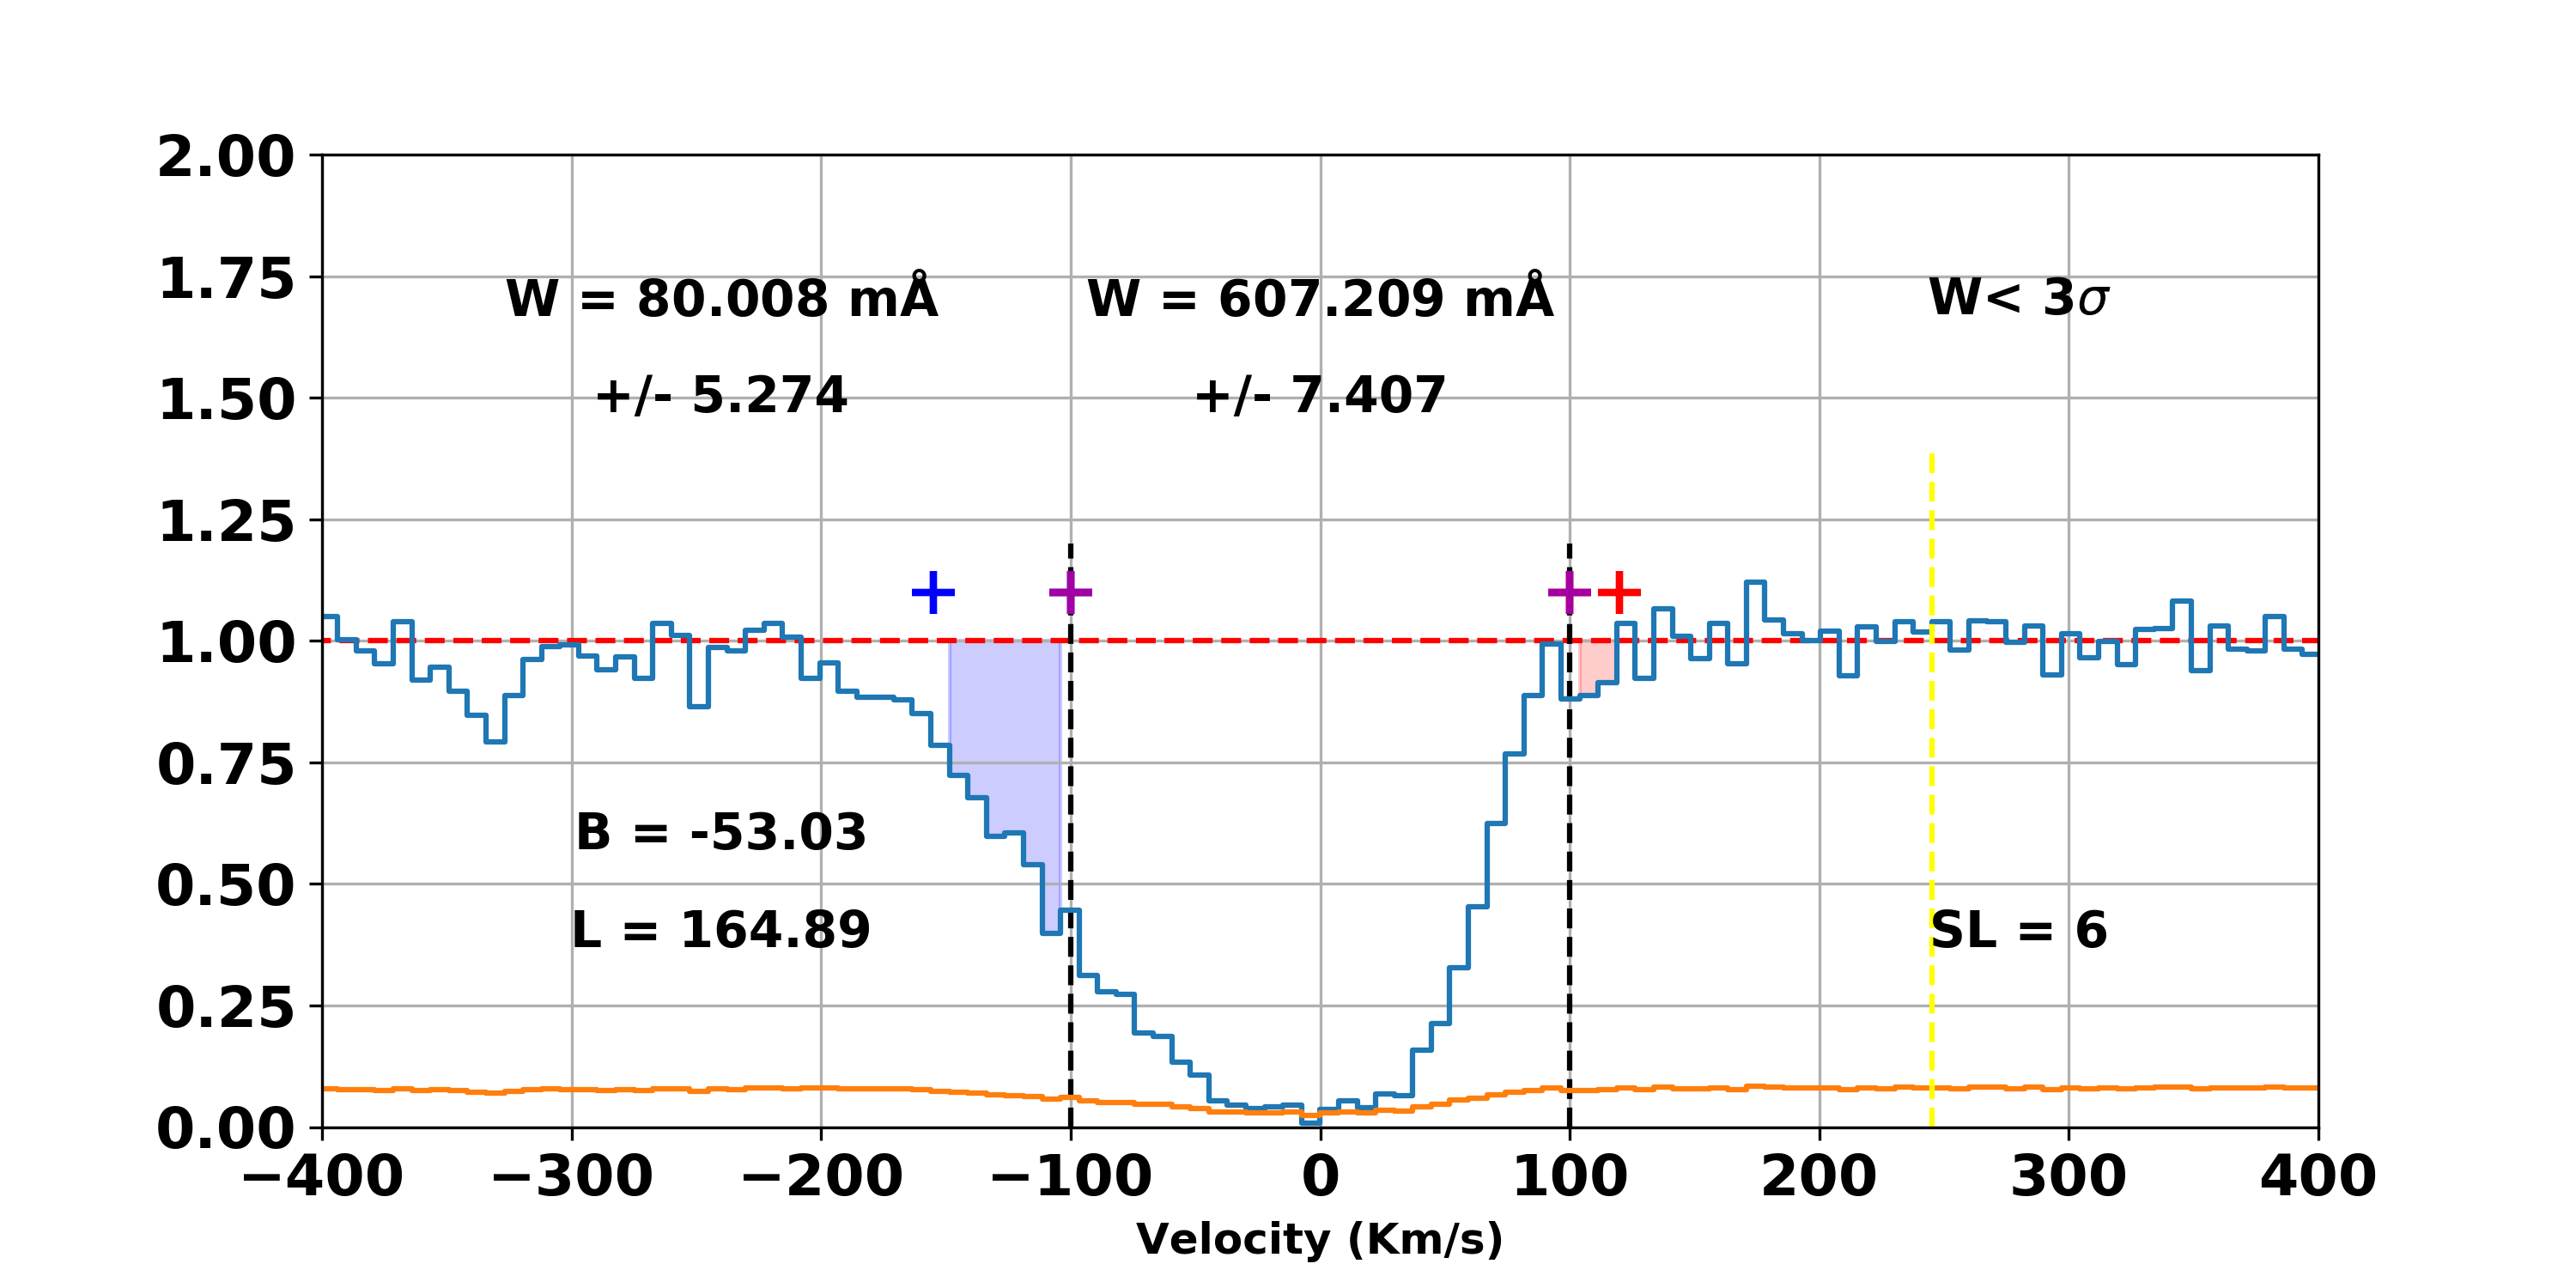 2.00
1.75
W = 80.008 mÅ W = 607.209 mÅ W< 3σ
+/- 5.274 +/- 7.407
1.50
1.25
1.00
0.75
B = -53.03
0.50
L = 164.89 SL = 6
0.25
0.00
−400 −300 −200 −100 0 100 200 300 400
Velocity (Km/s)